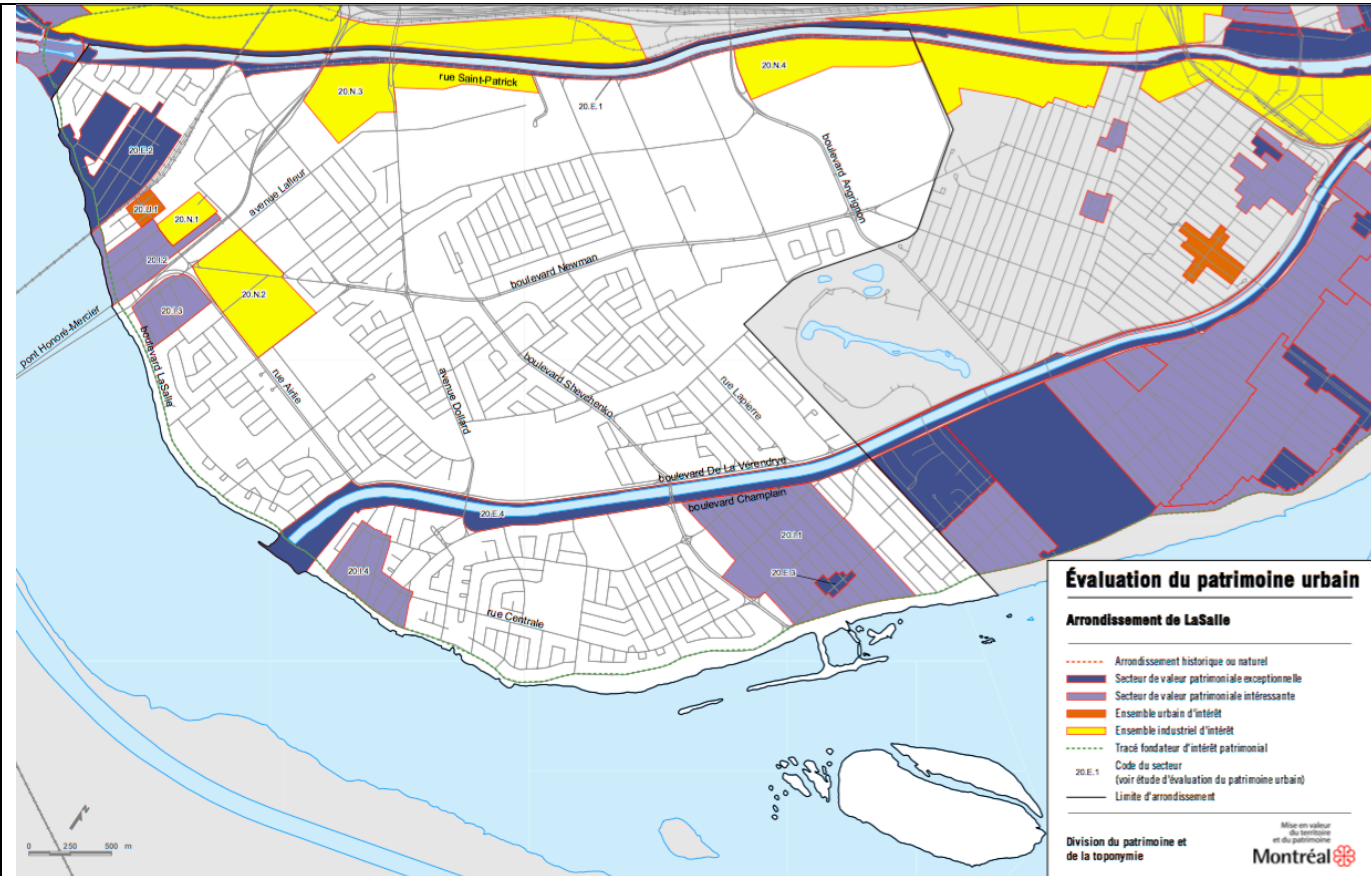 rue Saint-Patrick
20.N.4
20.N.3
20.E.1
boulevard Angrignon
20.E.2
avenue Lafleur
20.U.1
20.N.1
20.I.2
boulevard Newman
20.N.2
20.I.3
pont Honoré-Mercier
boulevard LaSalle
rue Airlie
avenue Dollard
boulevard Shevchenko
rue Lapierre
boulevard De La Vérendrye
boulevard Champlain
20.E.4
20.I.1
20.I.4
20.E.3
rue Centrale
Évaluation du patrimoine urbain
Arrondissement de LaSalle
Arrondissement historique ou naturel
Secteur de valeur patrimoniale exceptionnelle
Secteur de valeur patrimoniale intéressante
Ensemble urbain d'intérêt
Ensemble industriel d'intérêt
Tracé fondateur d'intérêt patrimonial
20.E.1 Code du secteur
(voir étude d'évaluation du patrimoine urbain)
Limite d'arrondissement
Division du patrimoine et
de la toponymie
Mise en valeur
du territoire
et du patrimoine
Montréal
N
0 250 500 m